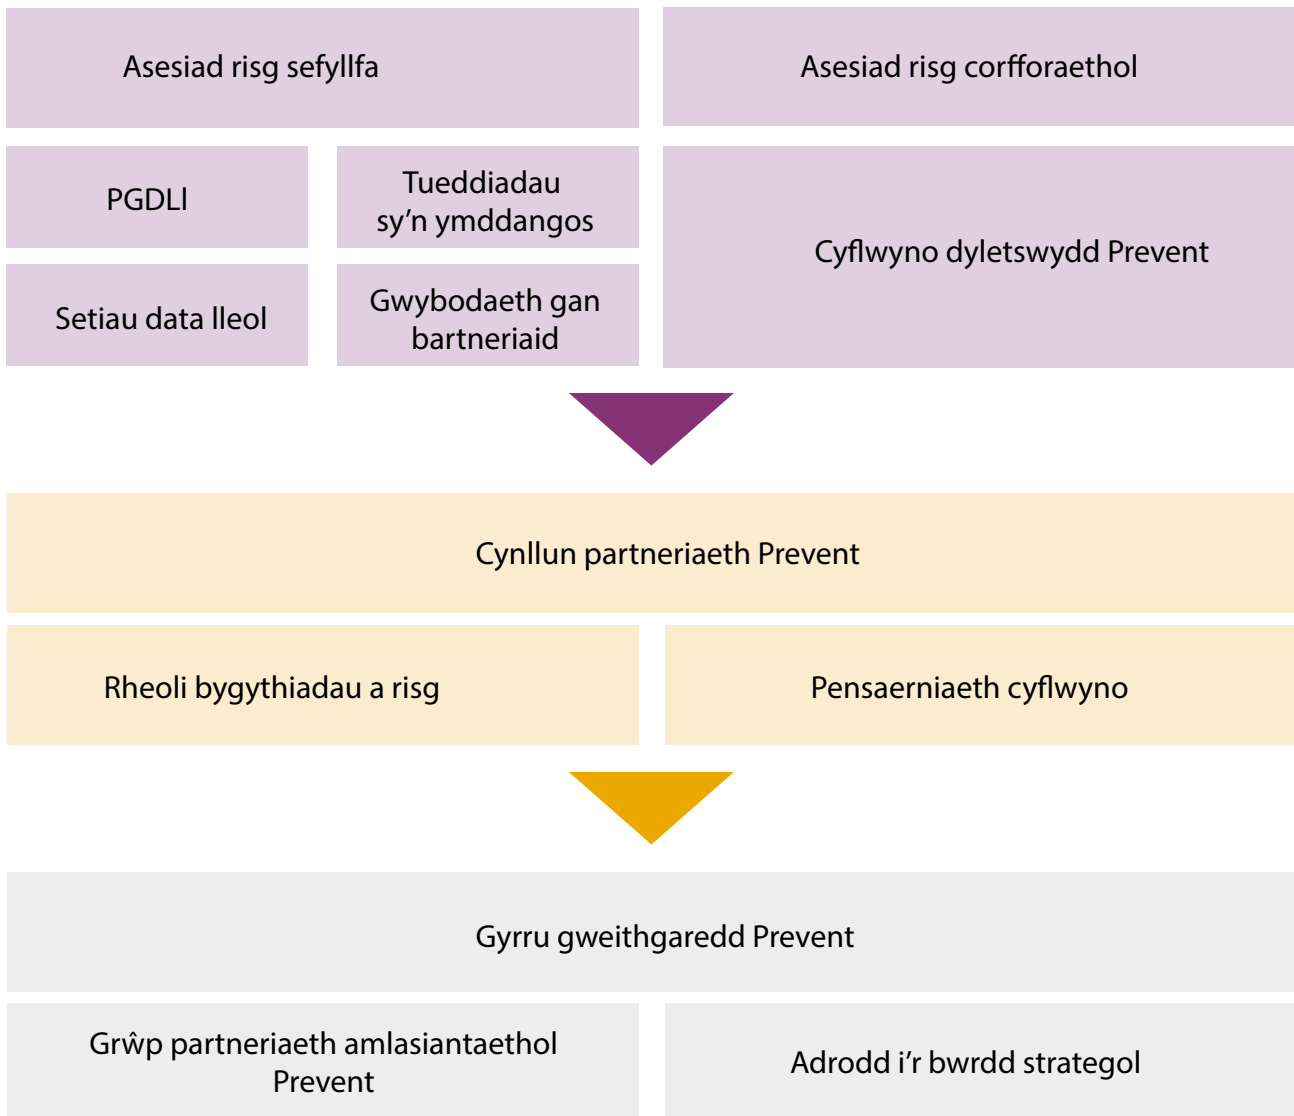 Asesiad risg sefyllfa
Asesiad risg corfforaethol
PGDLl
Tueddiadau
sy’n ymddangos
Cyflwyno dyletswydd Prevent
Setiau data lleol
Gwybodaeth gan
bartneriaid
Cynllun partneriaeth Prevent
Rheoli bygythiadau a risg
Pensaerniaeth cyflwyno
Gyrru gweithgaredd Prevent
Grŵp partneriaeth amlasiantaethol
Prevent
Adrodd i’r bwrdd strategol